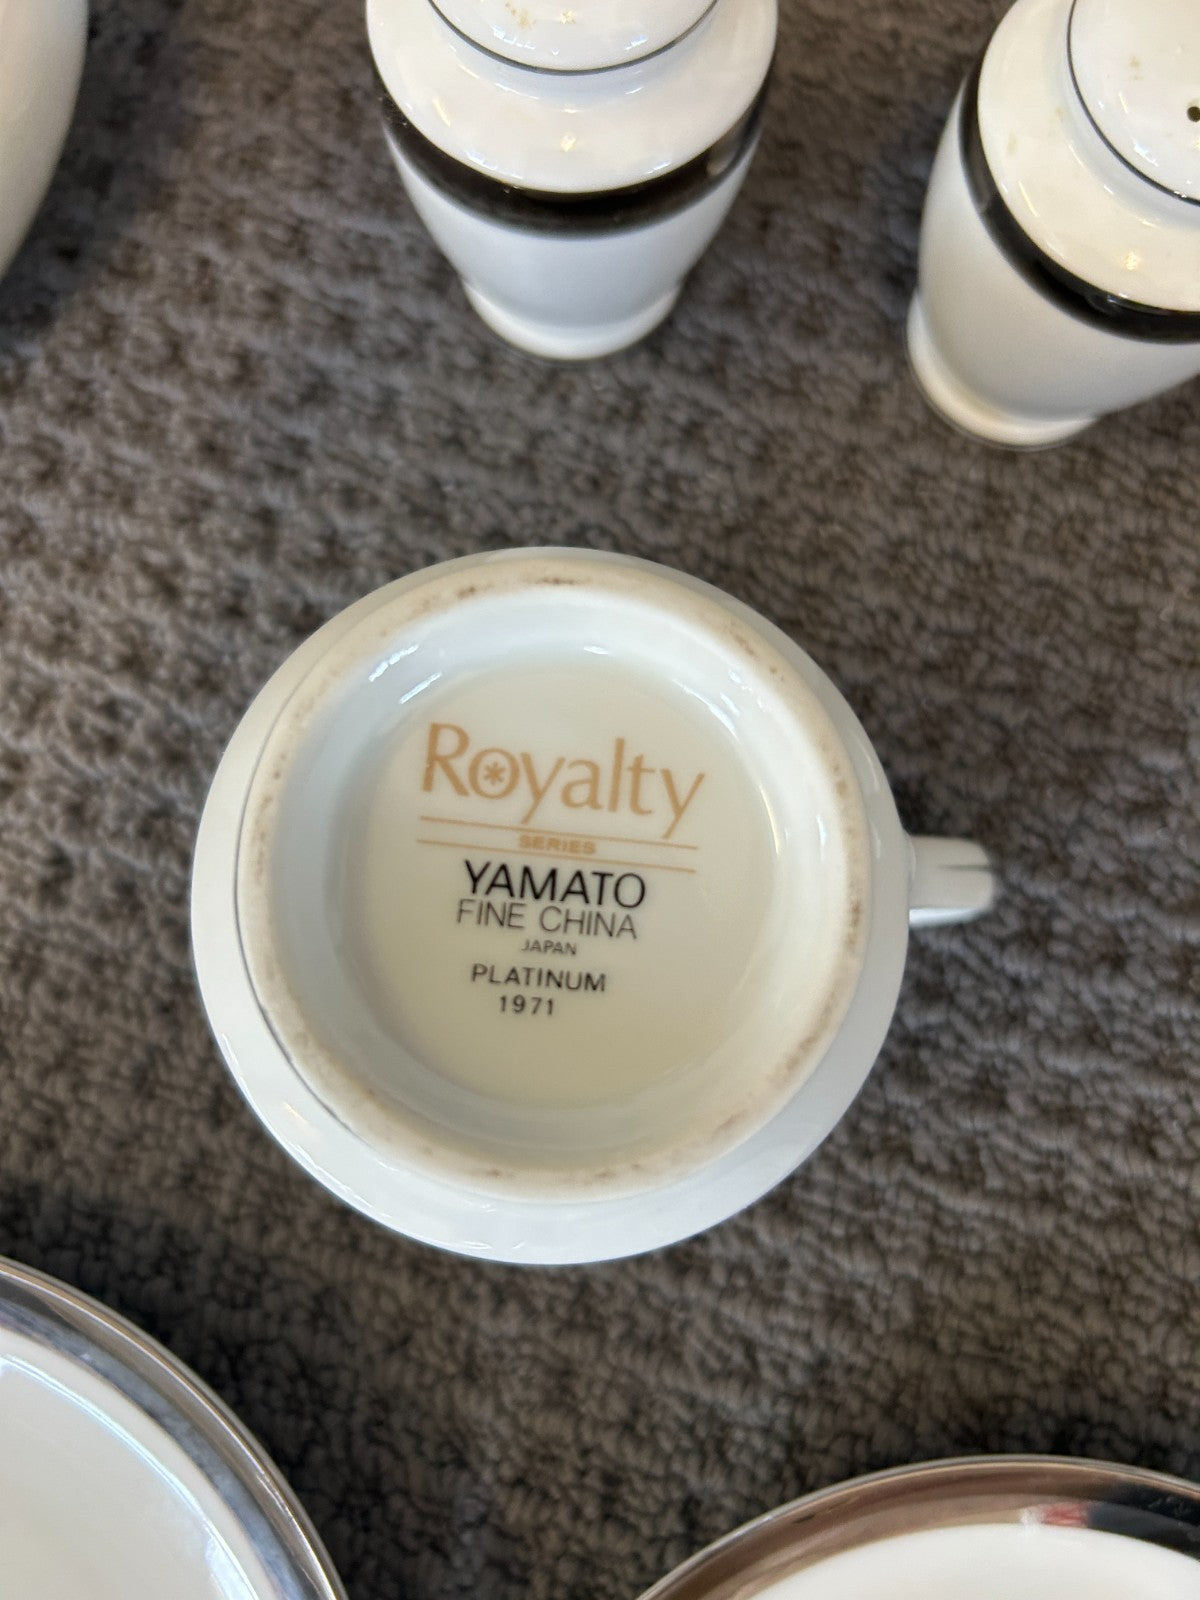 Royalty
SERIES
YAMATO
FINE CHINA
JAPAN
PLATINUM
1971